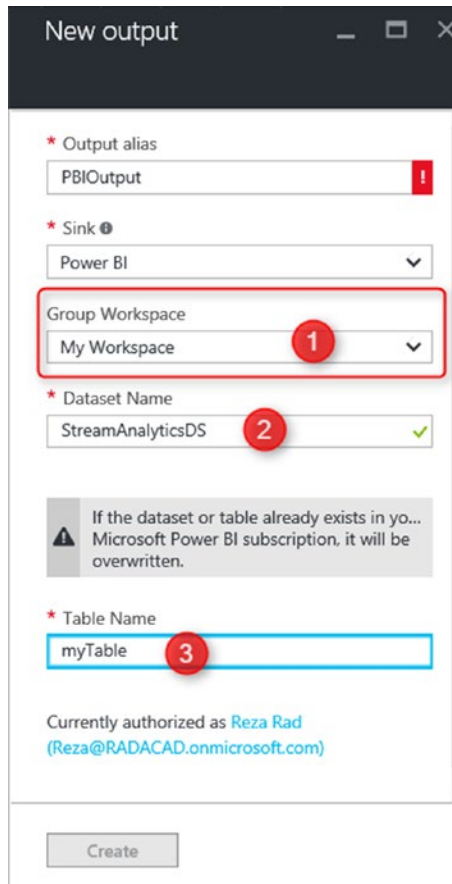 New output
* Output alias
PBIOutput
!
* Sink
Power BI
Group Workspace
My Workspace
1
* Dataset Name
StreamAnalyticsDS
2
If the dataset or table already exists in yo...
Microsoft Power BI subscription, it will be
overwritten.
* Table Name
myTable
3
Currently authorized as Reza Rad
(Reza@RADACAD.onmicrosoft.com)
Create